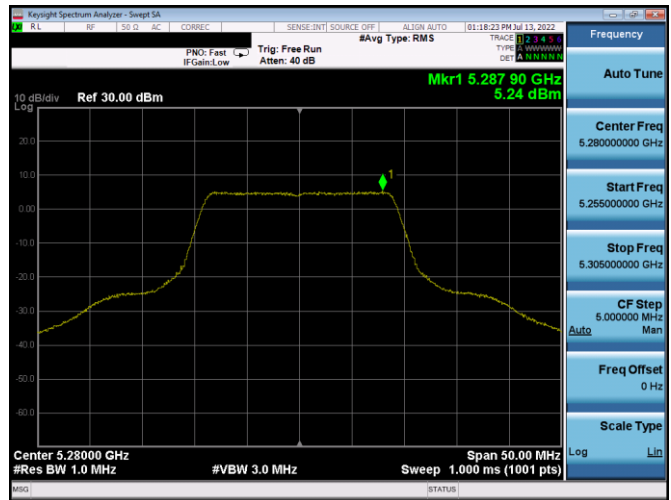 Keysight Spectrum Analyzer - Swept SA
RL RF 50 Ω AC CORREC SENSE:INT SOURCE OFF ALIGN AUTO 01:18:23 PM Jul 13, 2022
#Avg Type: RMS
TRACE 1 2 3 4 5 6
PNO: Fast Trig: Free Run
TYPE A WWWWW
IFGain:Low Atten: 40 dB
DET A N N N N N
Mkr1 5.287 90 GHz
5.24 dBm
10 dB/div Ref 30.00 dBm
Log
20.0
10.0
0.00
-10.0
-20.0
-30.0
-40.0
-50.0
-60.0
1
Center 5.28000 GHz Span 50.00 MHz
#Res BW 1.0 MHz #VBW 3.0 MHz Sweep 1.000 ms (1001 pts)
MSG STATUS
Frequency
Auto Tune
Center Freq
5.280000000 GHz
Start Freq
5.255000000 GHz
Stop Freq
5.305000000 GHz
CF Step
5.000000 MHz
Auto Man
Freq Offset
0 Hz
Scale Type
Log Lin